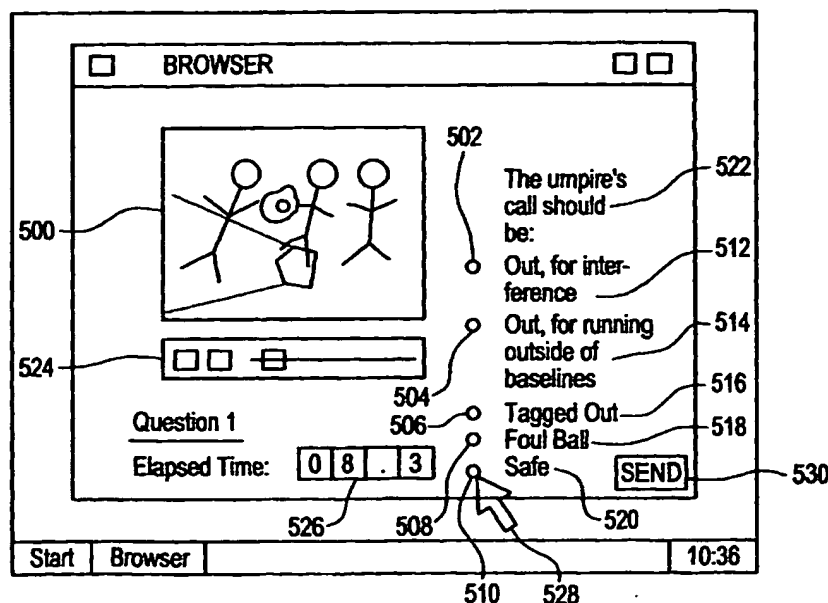 BROWSER
502
The umpire's
522
call should
be:
500
Out, for inter-
512
ference
Out, for running
514
outside of
baselines
524
504
516
506
Tagged Out
518
Question 1
Foul Ball
Elapsed Time:
08.3
Safe
SEND
530
526
508
520
Start
Browser
10:36
510
528